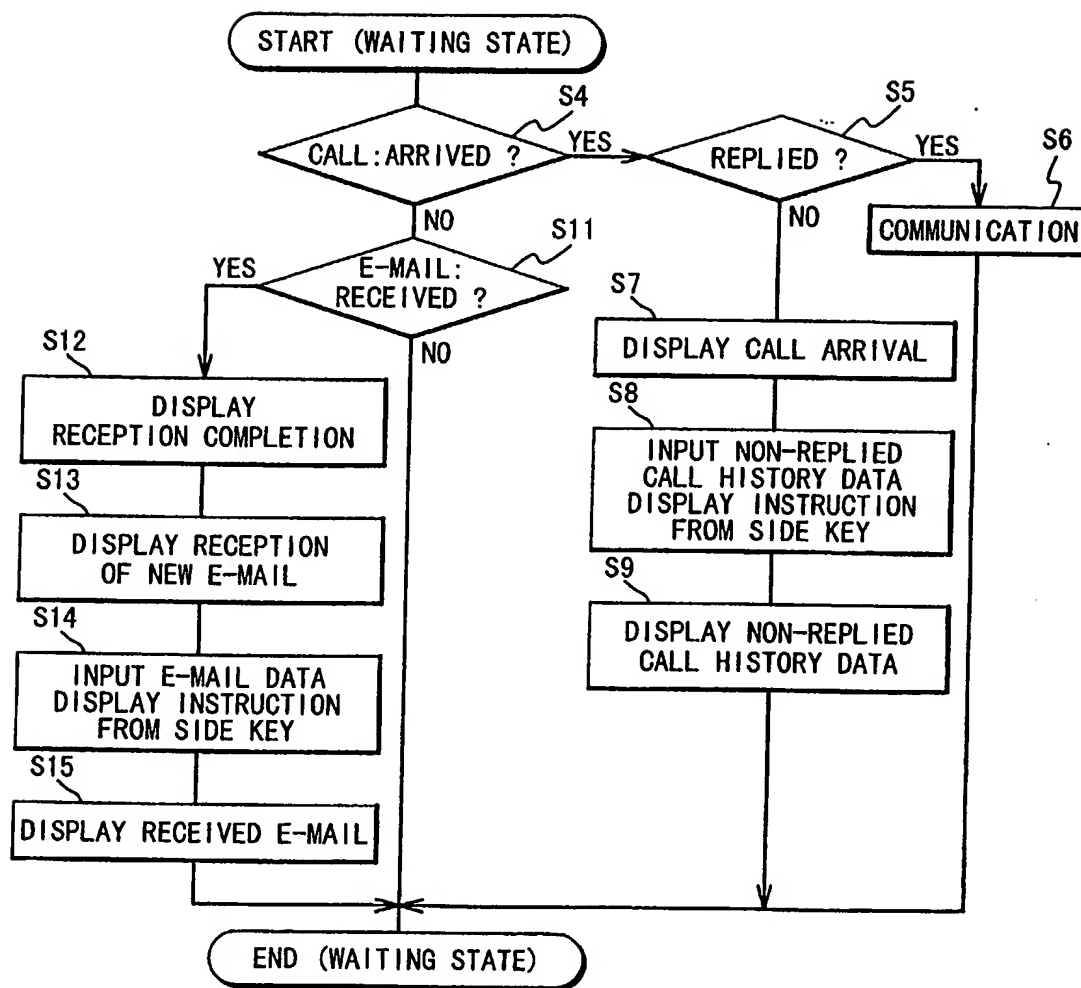 START (WAITING STATE)
S4
CALL:ARRIVED ?
YES
NO
S5
REPLIED ?
YES
NO
S6
COMMUNICATION
S11
E-MAIL:
RECEIVED ?
YES
NO
S7
DISPLAY CALL ARRIVAL
S8
INPUT NON-REPLIED
CALL HISTORY DATA
DISPLAY INSTRUCTION
FROM SIDE KEY
S9
DISPLAY NON-REPLIED
CALL HISTORY DATA
S12
DISPLAY
RECEPTION COMPLETION
S13
DISPLAY RECEPTION
OF NEW E-MAIL
S14
INPUT E-MAIL DATA
DISPLAY INSTRUCTION
FROM SIDE KEY
S15
DISPLAY RECEIVED E-MAIL
END (WAITING STATE)